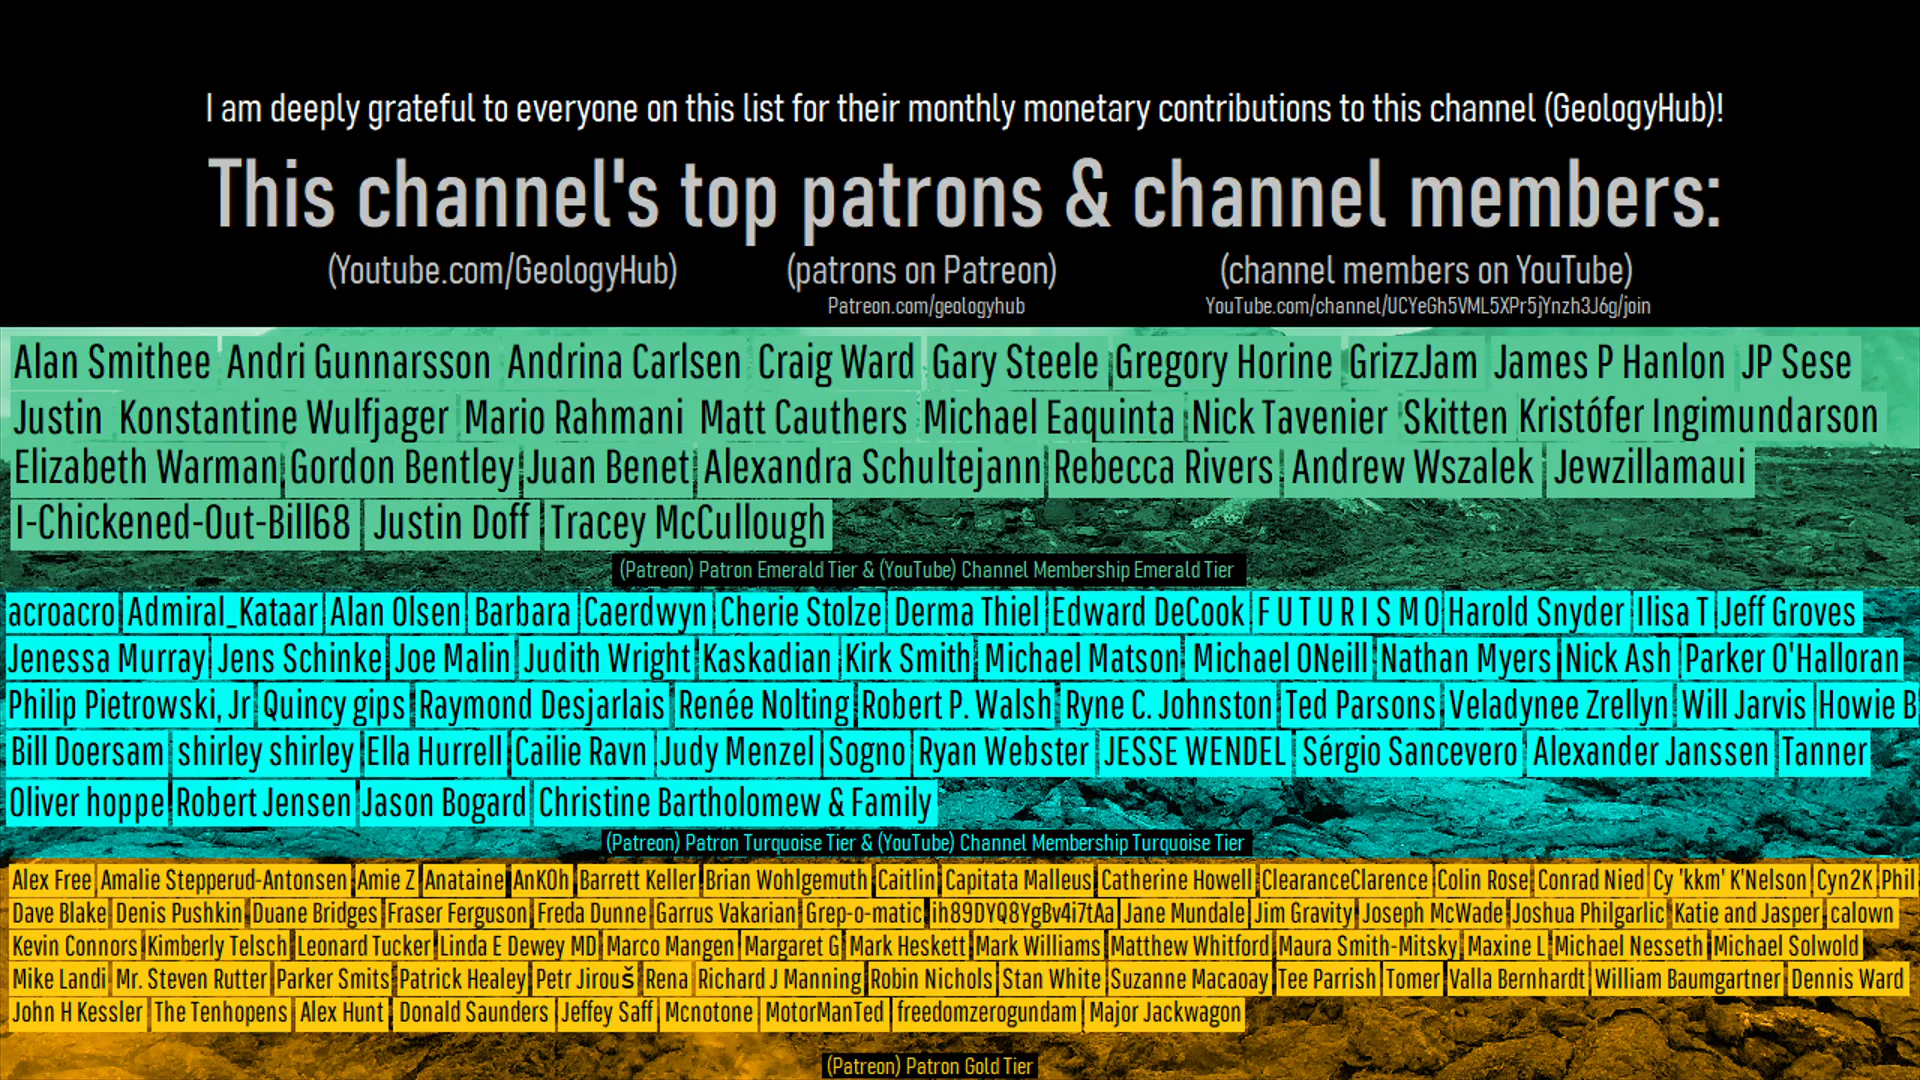 I am deeply grateful to everyone on this list for their monthly monetary contributions to this channel (GeologyHub)!
This channel's top patrons & channel members:
(Youtube.com/GeologyHub) (patrons on Patreon) (channel members on YouTube)
Patreon.com/geologyhub YouTube.com/channel/UCYeGh5VML5XPr5jYnzh3J6g/join
Alan Smithee Andri Gunnarsson Andrina Carlsen Craig Ward Gary Steele Gregory Horine GrizzJam James P Hanlon JP Sese
Justin Konstantine Wulfjager Mario Rahmani Matt Cauthers Michael Eaquinta Nick Tavenier Skitten Kristófer Ingimundarson
Elizabeth Warman Gordon Bentley Juan Benet Alexandra Schultejann Rebecca Rivers Andrew Wszalek Jewzillamaui
I-Chickened-Out-Bill68 Justin Doff Tracey McCullough
(Patreon) Patron Emerald Tier & (YouTube) Channel Membership Emerald Tier
acroacro Admiral_Kataar Alan Olsen Barbara Caerdwyn Cherie Stolze Derma Thiel Edward DeCook F U T U R I S M O Harold Snyder Ilisa T Jeff Groves
Jenessa Murray Jens Schinke Joe Malin Judith Wright Kaskadian Kirk Smith Michael Matson Michael ONeill Nathan Myers Nick Ash Parker O'Halloran
Philip Pietrowski, Jr Quincy gips Raymond Desjarlais Renée Nolting Robert P. Walsh Ryne C. Johnston Ted Parsons Veladynee Zrellyn Will Jarvis Howie B
Bill Doersam shirley shirley Ella Hurrell Cailie Ravn Judy Menzel Sogno Ryan Webster JESSE WENDEL Sérgio Sancevero Alexander Janssen Tanner
Oliver hoppe Robert Jensen Jason Bogard Christine Bartholomew & Family
(Patreon) Patron Turquoise Tier & (YouTube) Channel Membership Turquoise Tier
Alex Free Amalie Stepperud-Antonsen Amie Z Anataine AnKOh Barrett Keller Brian Wohlgemuth Caitlin Capitata Malleus Catherine Howell ClearanceClarence Colin Rose Conrad Nied Cy 'kkm' K'Nelson Cyn2K Phil
Dave Blake Denis Pushkin Duane Bridges Fraser Ferguson Freda Dunne Garrus Vakarian Grep-o-matic ih89DYQ8YgBv4i7tAa Jane Mundale Jim Gravity Joseph McWade Joshua Philgarlic Katie and Jasper calown
Kevin Connors Kimberly Telsch Leonard Tucker Linda E Dewey MD Marco Mangen Margaret G Mark Heskett Mark Williams Matthew Whitford Maura Smith-Mitsky Maxine L Michael Nesseth Michael Solwold
Mike Landi Mr. Steven Rutter Parker Smits Patrick Healey Petr Jirouš Rena Richard J Manning Robin Nichols Stan White Suzanne Macaoay Tee Parrish Tomer Valla Bernhardt William Baumgartner Dennis Ward
John H Kessler The Tenhopens Alex Hunt Donald Saunders Jeffey Saff Mcnotone MotorManTed freedomzerogundam Major Jackwagon
(Patreon) Patron Gold Tier